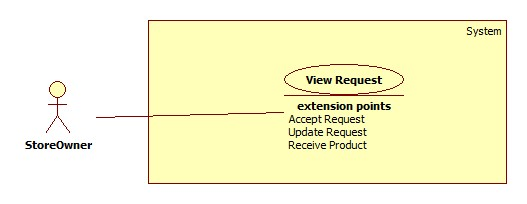 System
View Request
extension points
Accept Request
Update Request
Receive Product
StoreOwner